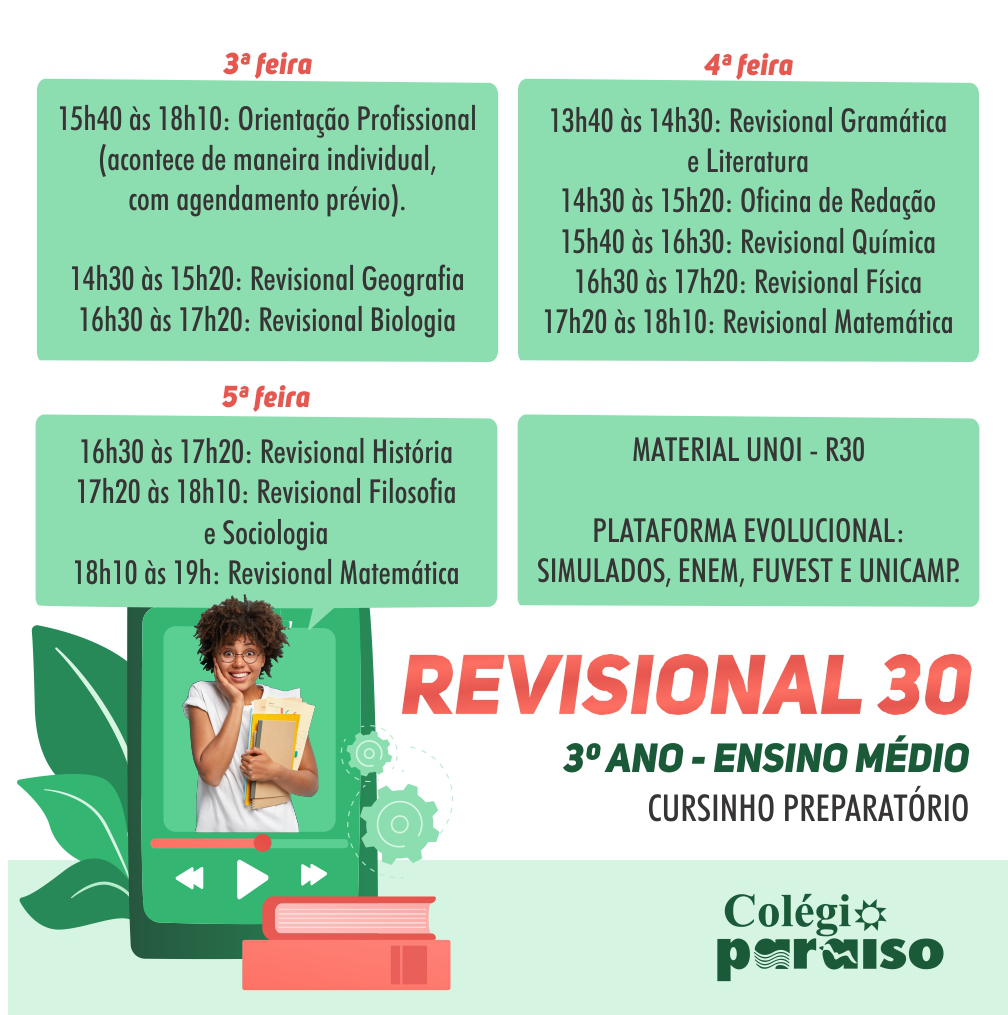 3ª feira
15h40 às 18h10: Orientação Profissional
(acontece de maneira individual,
com agendamento prévio).
14h30 às 15h20: Revisional Geografia
16h30 às 17h20: Revisional Biologia
4ª feira
13h40 às 14h30: Revisional Gramática
e Literatura
14h30 às 15h20: Oficina de Redação
15h40 às 16h30: Revisional Química
16h30 às 17h20: Revisional Física
17h20 às 18h10: Revisional Matemática
5ª feira
16h30 às 17h20: Revisional História
17h20 às 18h10: Revisional Filosofia
e Sociologia
18h10 às 19h: Revisional Matemática
MATERIAL UNOI - R30
PLATAFORMA EVOLUCIONAL:
SIMULADOS, ENEM, FUVEST E UNICAMP.
REVISIONAL 30
3º ANO - ENSINO MÉDIO
CURSINHO PREPARATÓRIO
Colégio
paraiso